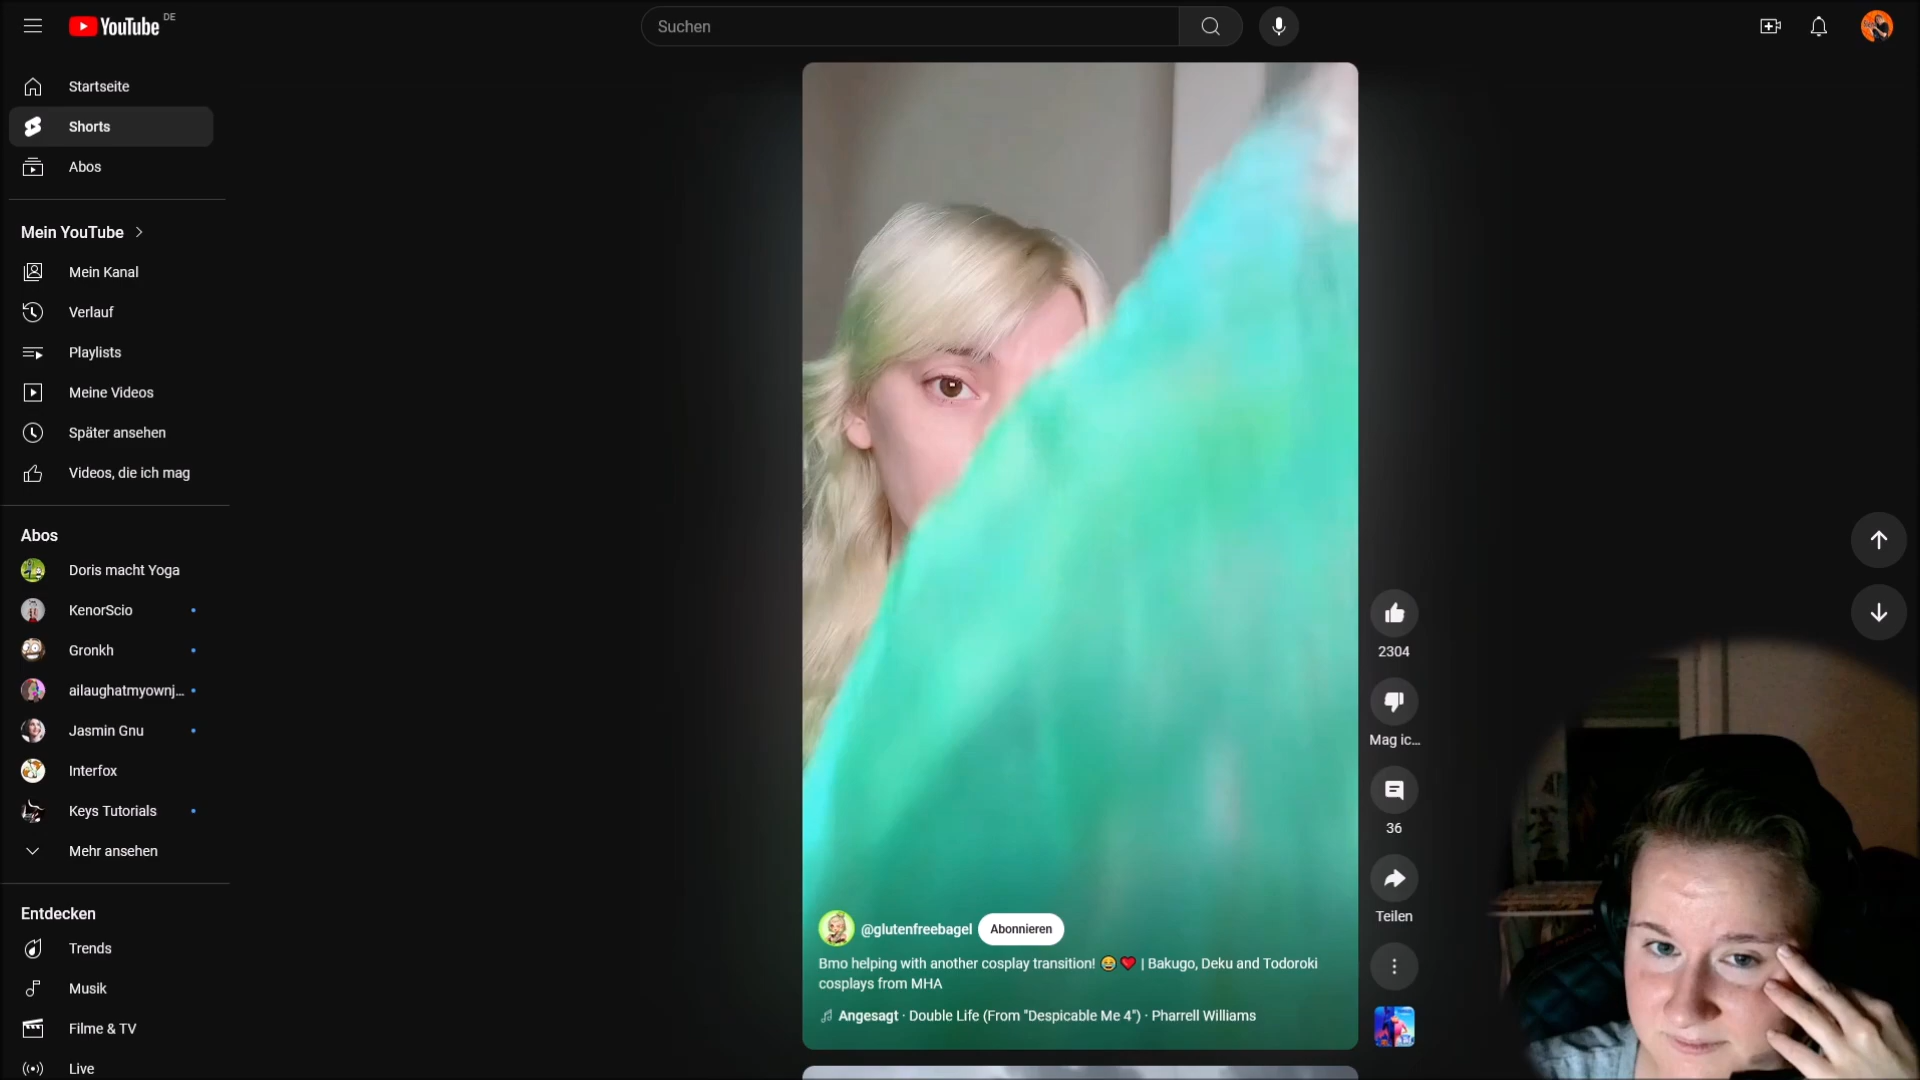 YouTube DE
Suchen
Startseite
Shorts
Abos
Mein YouTube
Mein Kanal
Verlauf
Playlists
Meine Videos
Später ansehen
Videos, die ich mag
Abos
Doris macht Yoga
KenorScio
Gronkh
ailaughatmyownj...
Jasmin Gnu
Interfox
Keys Tutorials
Mehr ansehen
Entdecken
Trends
Musik
Filme & TV
Live
2304
Mag ic...
36
Teilen
@glutenfreebagel Abonnieren
Bmo helping with another cosplay transition! 😂❤️ | Bakugo, Deku and Todoroki
cosplays from MHA
Angesagt · Double Life (From "Despicable Me 4") · Pharrell Williams